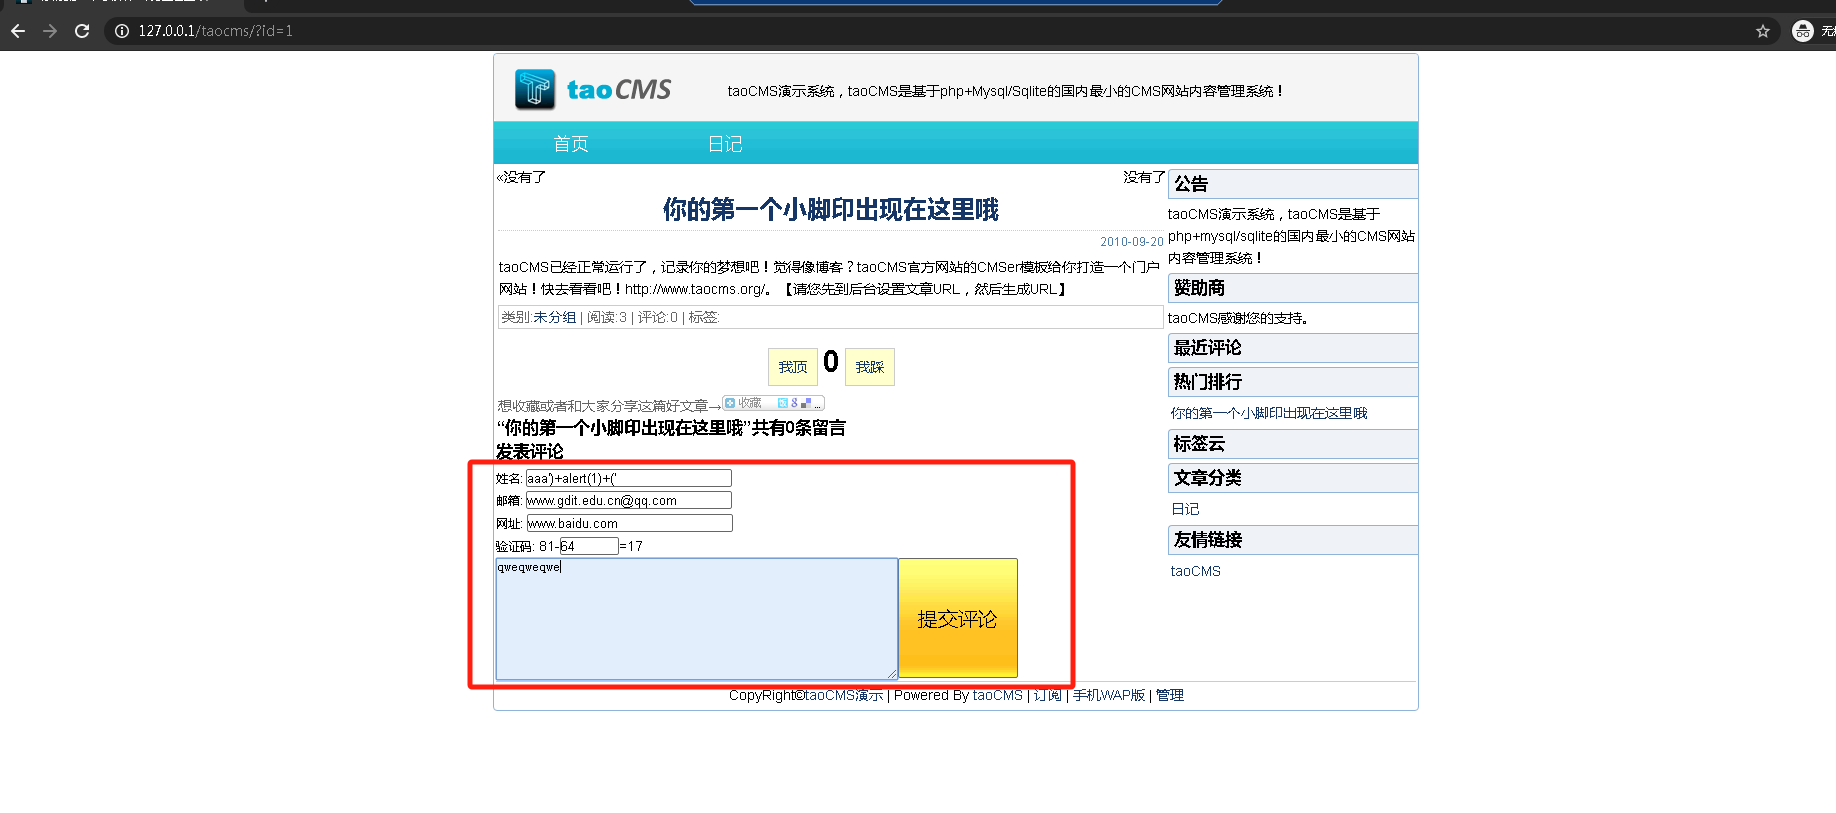 127.0.0.1/taocms/?id=1
taoCMS
taoCMS演示系统，taoCMS是基于php+Mysql/Sqlite的国内最小的CMS网站内容管理系统！
首页 日记
«没有了 没有了
你的第一个小脚印出现在这里哦
2010-09-20
taoCMS已经正常运行了，记录你的梦想吧！觉得像博客？taoCMS官方网站的CMSer模板给你打造一个门户
网站！快去看看吧！http://www.taocms.org/。【请您先到后台设置文章URL，然后生成URL】
类别:未分组 | 阅读:3 | 评论:0 | 标签:
我顶 0 我踩
想收藏或者和大家分享这篇好文章→ 收藏
“你的第一个小脚印出现在这里哦”共有0条留言
发表评论
姓名: aaa')+alert(1)+('
邮箱: www.gdit.edu.cn@qq.com
网址: www.baidu.com
验证码: 81-64=17
qweqweqwe
提交评论
公告
taoCMS演示系统，taoCMS是基于
php+mysql/sqlite的国内最小的CMS网站
内容管理系统！
赞助商
taoCMS感谢您的支持。
最近评论
热门排行
你的第一个小脚印出现在这里哦
标签云
文章分类
日记
友情链接
taoCMS
CopyRight©taoCMS演示 | Powered By taoCMS | 订阅 | 手机WAP版 | 管理